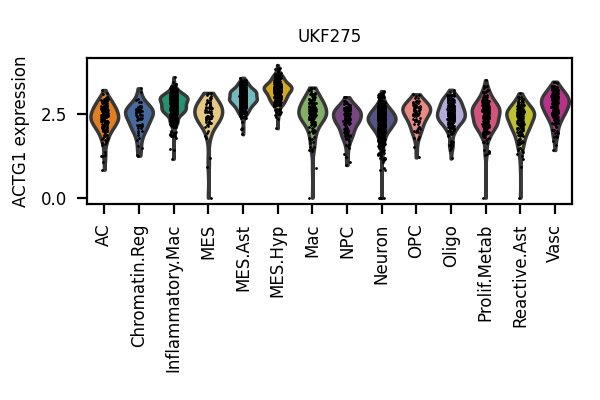 UKF275
ACTG1 expression
2.5
0.0
AC
Chromatin.Reg
Inflammatory.Mac
MES
MES.Ast
MES.Hyp
Mac
NPC
Neuron
OPC
Oligo
Prolif.Metab
Reactive.Ast
Vasc